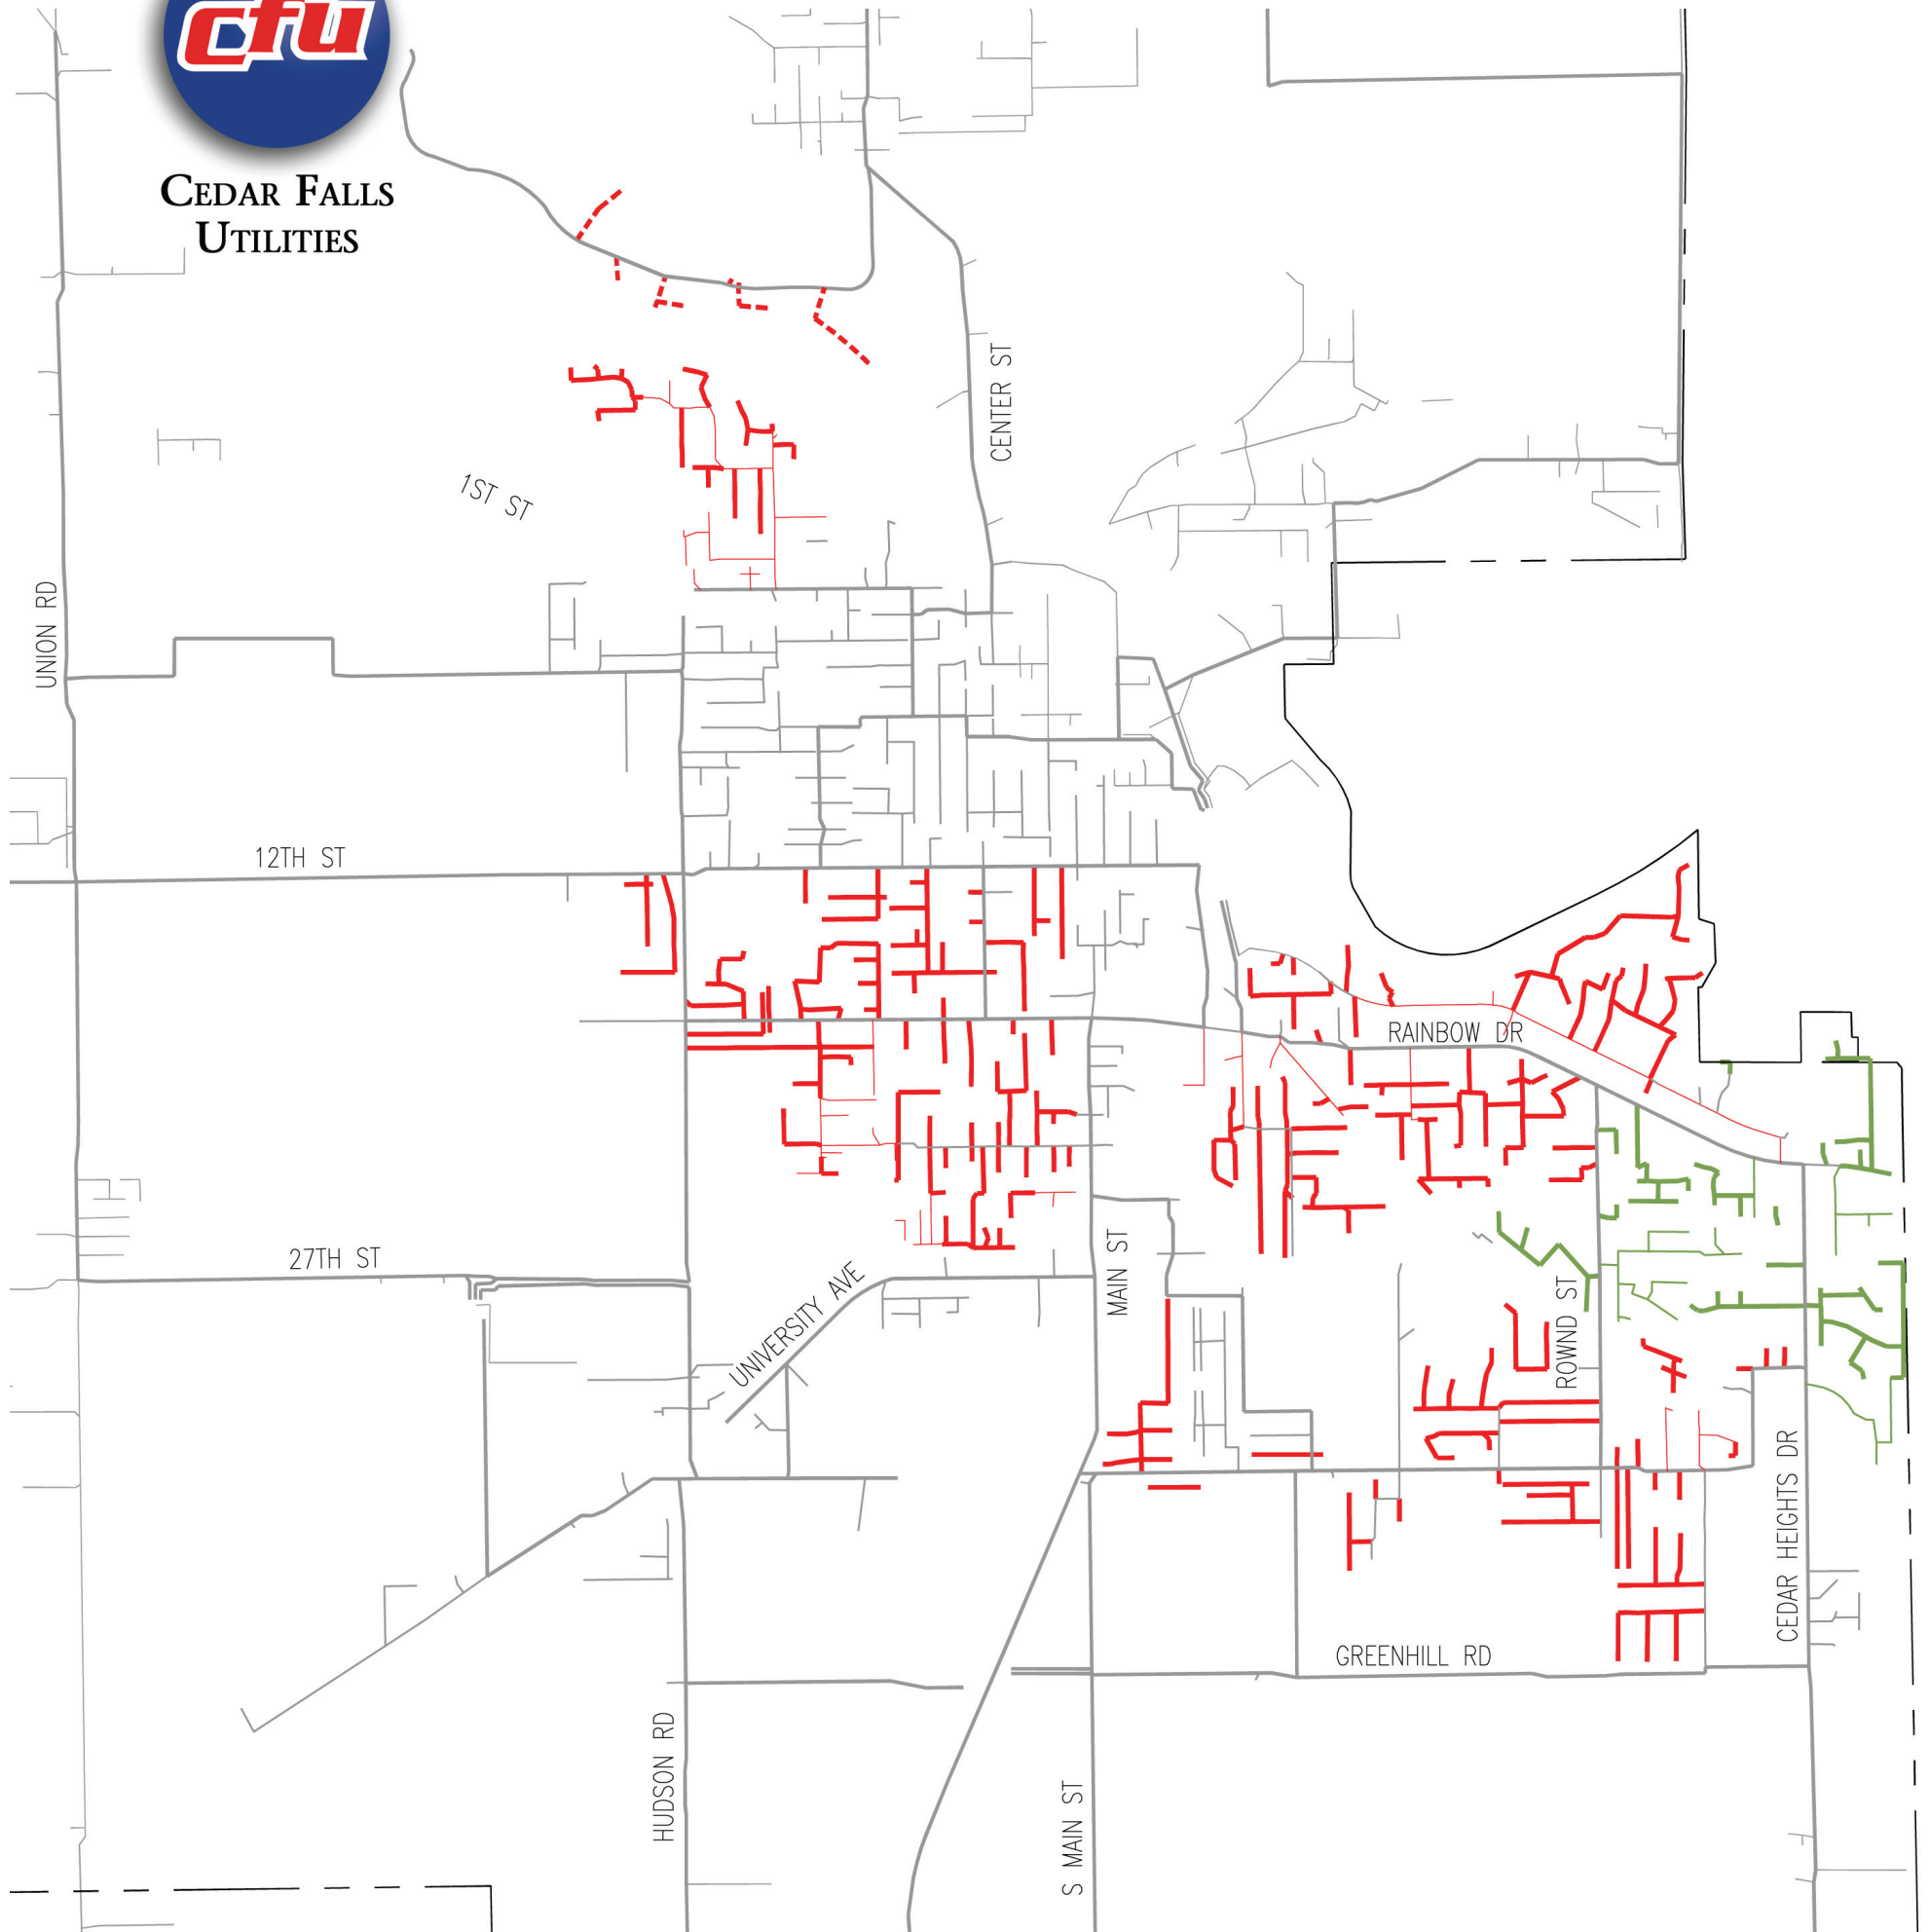 cfu
CEDAR FALLS
UTILITIES
CENTER ST
1ST ST
UNION RD
12TH ST
RAINBOW DR
27TH ST
UNIVERSITY AVE
MAIN ST
ROWND ST
CEDAR HEIGHTS DR
GREENHILL RD
HUDSON RD
S MAIN ST